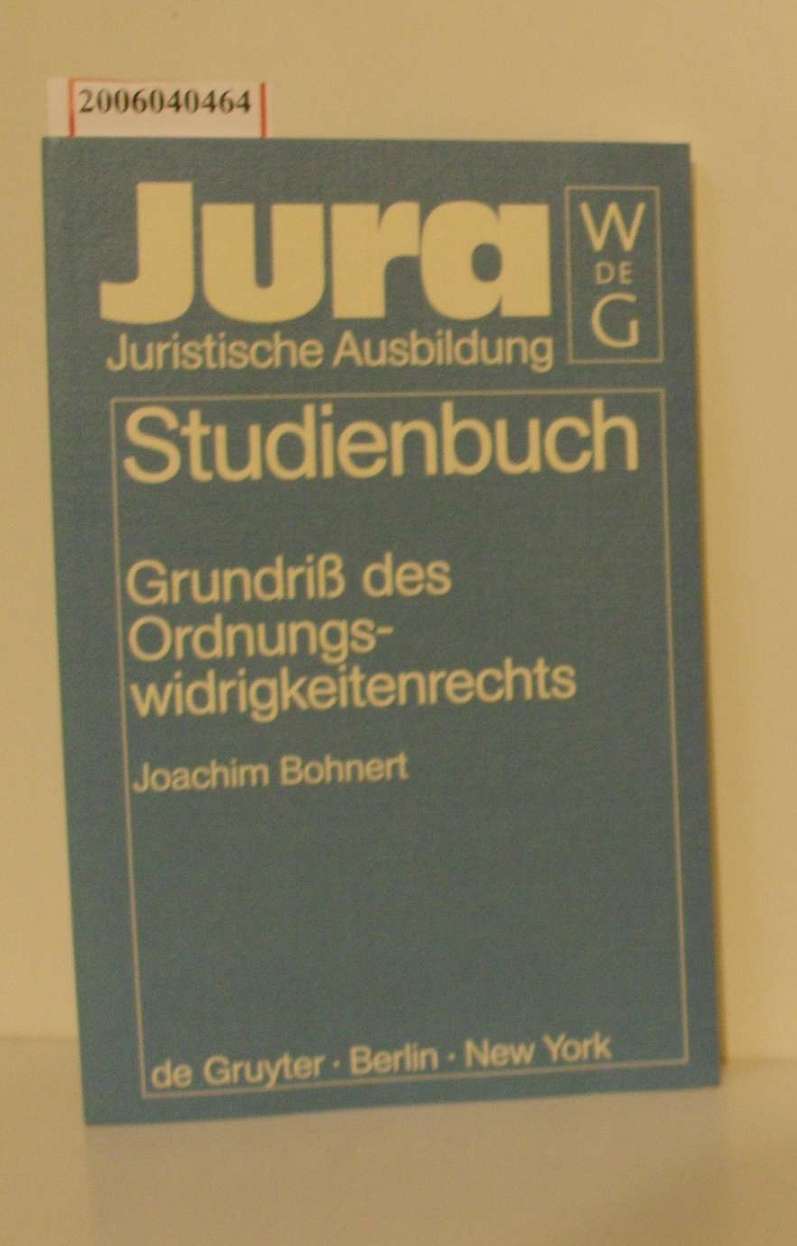 2006040464
Jura
Juristische Ausbildung
W
DE
G
Studienbuch
Grundriß des
Ordnungs-
widrigkeitenrechts
Joachim Bohnert
de Gruyter · Berlin · New York